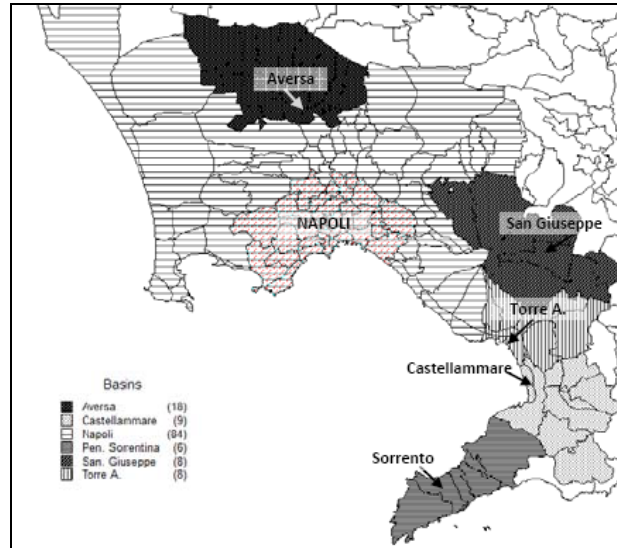 Aversa
NAPOLI
San Giuseppe
Torre A.
Castellammare
Sorrento
Basins
Aversa (18)
Castellammare (9)
Napoli (84)
Pen. Sorrentina (6)
San. Giuseppe (8)
Torre A. (8)